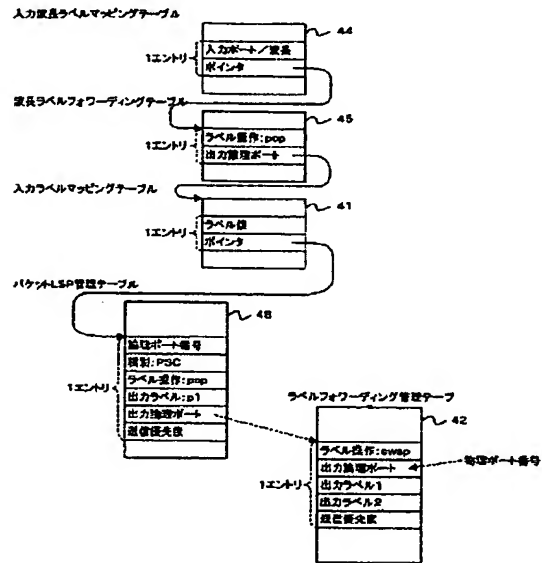 入力波長ラベルマッピングテーブル
44
1エントリ
入力ポート／波長
ポインタ
波長ラベルフォワーディングテーブル
45
1エントリ
ラベル操作:pop
出力論理ポート
入力ラベルマッピングテーブル
41
1エントリ
ラベル値
ポインタ
パケットLSP管理テーブル
48
1エントリ
論理ポート番号
種別:PSC
ラベル操作:pop
出力ラベル:p1
出力論理ポート
送信優先度
ラベルフォワーディング管理テーブ
42
1エントリ
ラベル操作:swap
出力論理ポート
出力ラベル1
出力ラベル2
送信優先度
物理ポート番号